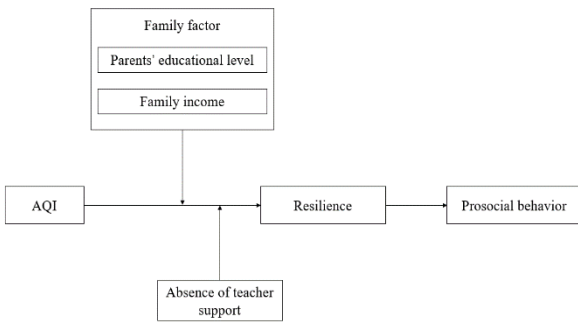 Family factor
Parents' educational level
Family income
AQI
Resilience
Prosocial behavior
Absence of teacher
support